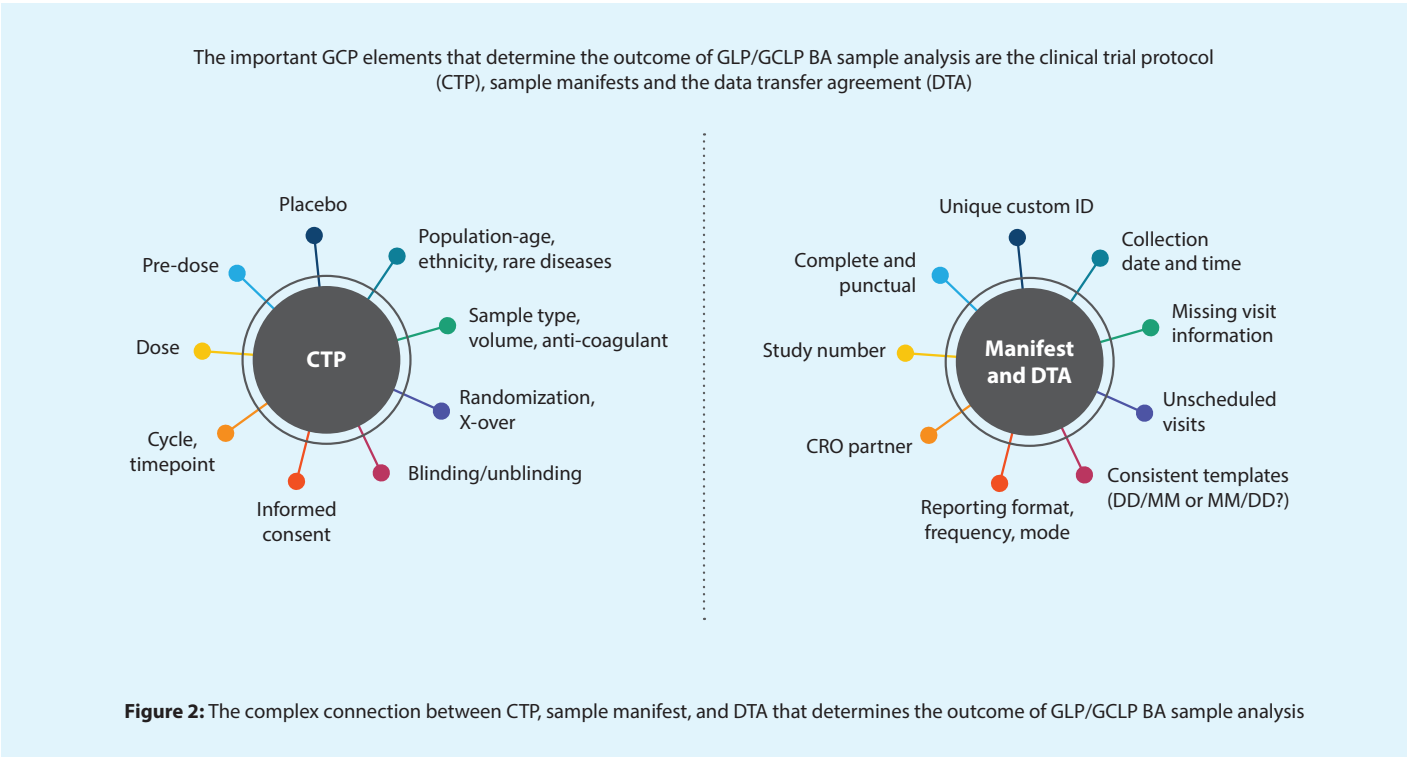 The important GCP elements that determine the outcome of GLP/GCLP BA sample analysis are the clinical trial protocol
(CTP), sample manifests and the data transfer agreement (DTA)
Placebo
Population-age,
ethnicity, rare diseases
Pre-dose
Sample type,
volume, anti-coagulant
Dose
CTP
Randomization,
X-over
Cycle,
timepoint
Blinding/unblinding
Informed
consent
Unique custom ID
Collection
date and time
Complete and
punctual
Missing visit
information
Study number
Manifest
and DTA
Unscheduled
visits
CRO partner
Consistent templates
(DD/MM or MM/DD?)
Reporting format,
frequency, mode
Figure 2: The complex connection between CTP, sample manifest, and DTA that determines the outcome of GLP/GCLP BA sample analysis